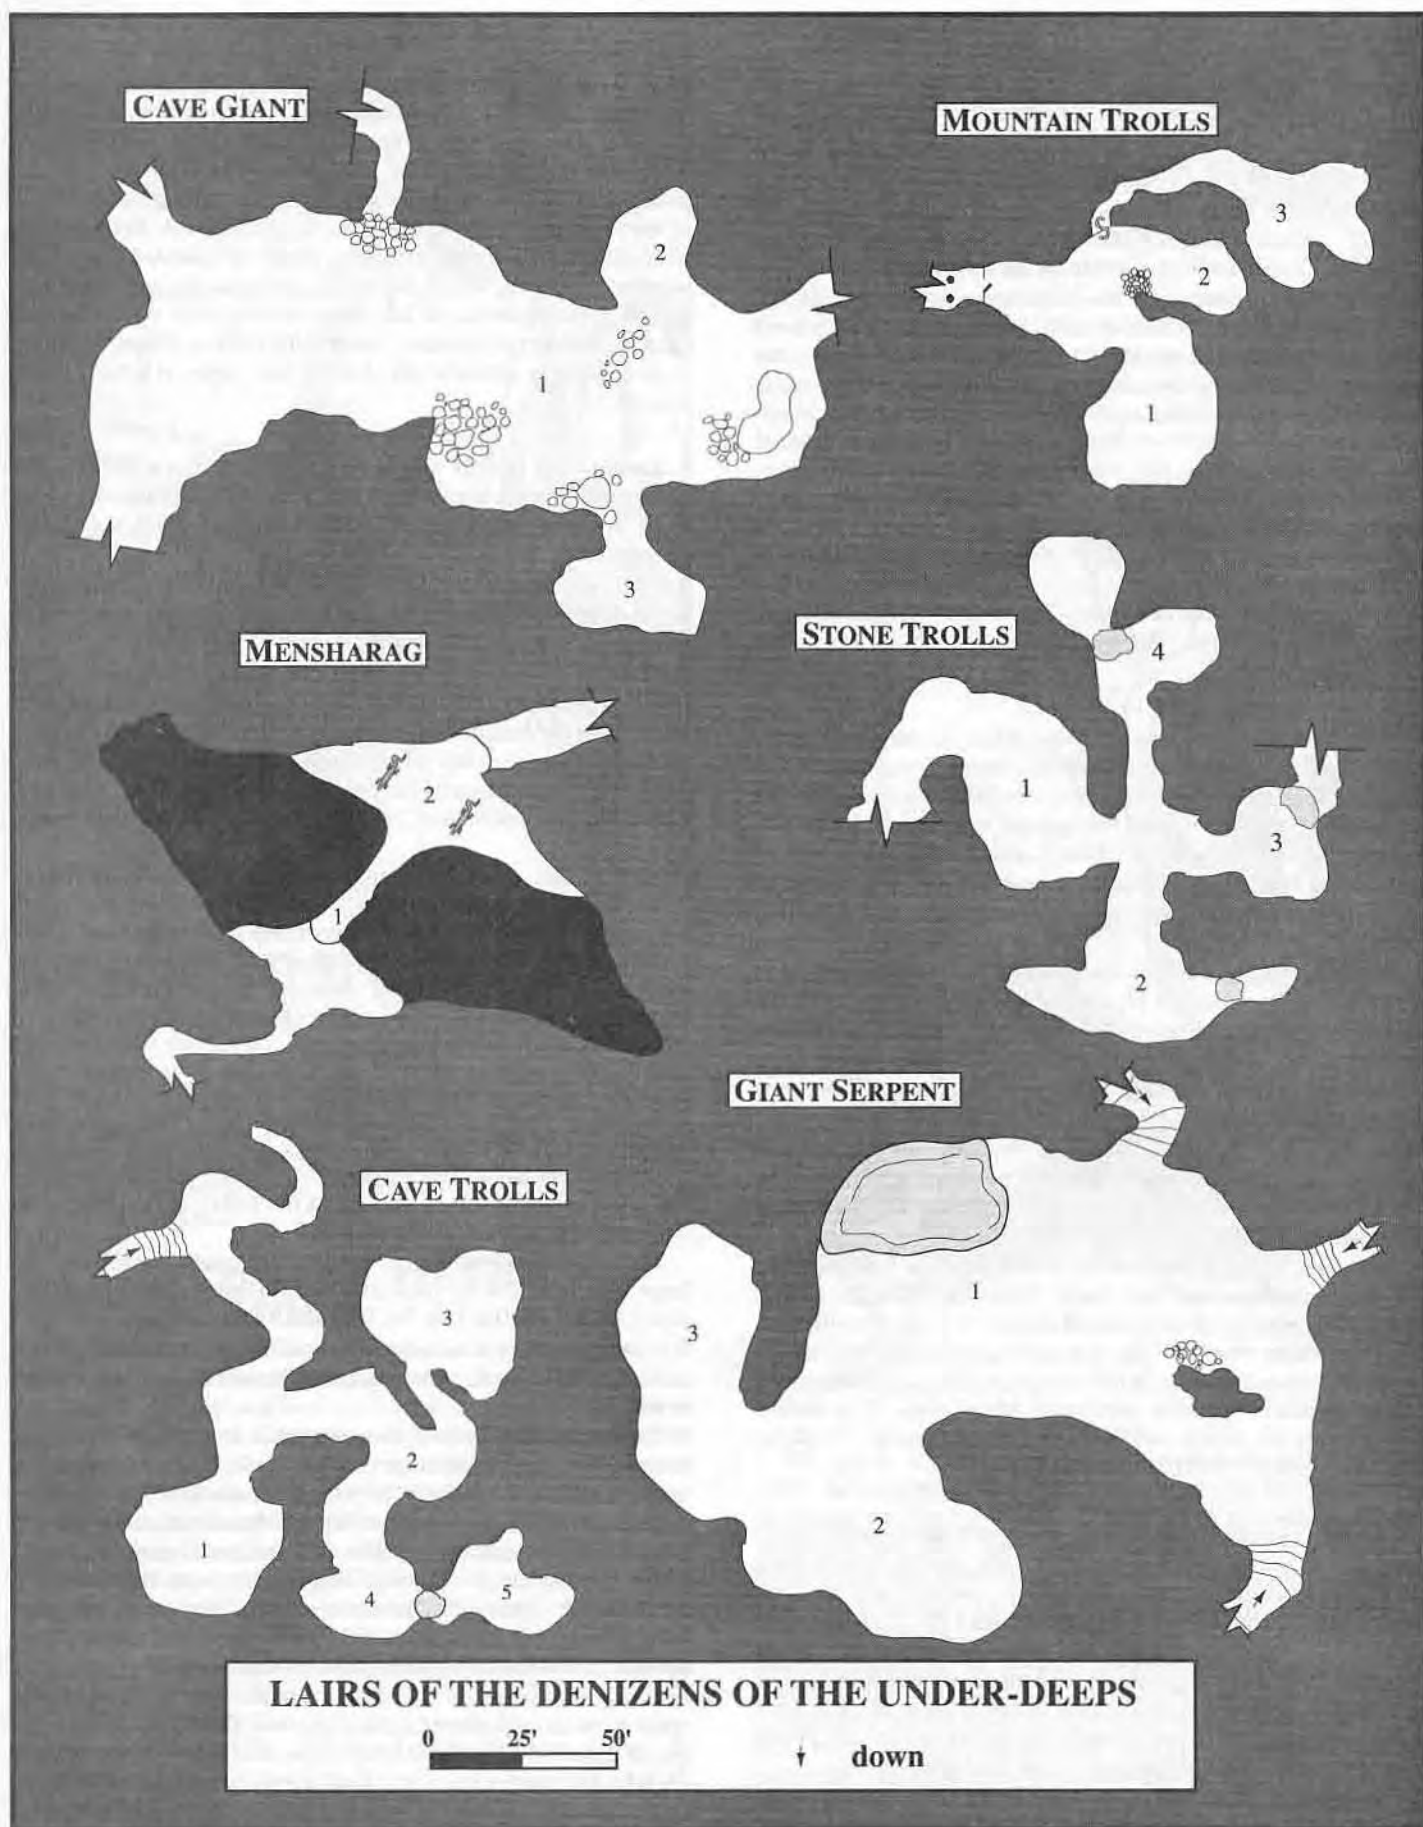 CAVE GIANT
MOUNTAIN TROLLS
3
2
2
1
1
3
MENSHARAG
STONE TROLLS
4
1
2
3
1
2
GIANT SERPENT
CAVE TROLLS
1
3
3
2
2
1
4
5
LAIRS OF THE DENIZENS OF THE UNDER-DEEPS
0 25' 50'
down